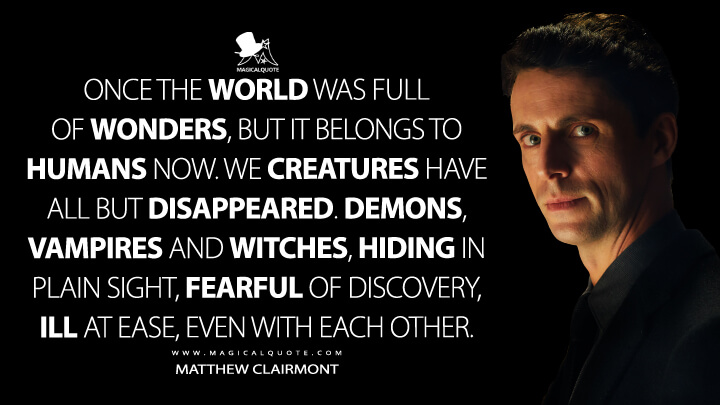 MAGICALQUOTE
ONCE THE WORLD WAS FULL
OF WONDERS, BUT IT BELONGS TO
HUMANS NOW. WE CREATURES HAVE
ALL BUT DISAPPEARED. DEMONS,
VAMPIRES AND WITCHES, HIDING IN
PLAIN SIGHT, FEARFUL OF DISCOVERY,
ILL AT EASE, EVEN WITH EACH OTHER.
WWW.MAGICALQUOTE.COM
MATTHEW CLAIRMONT